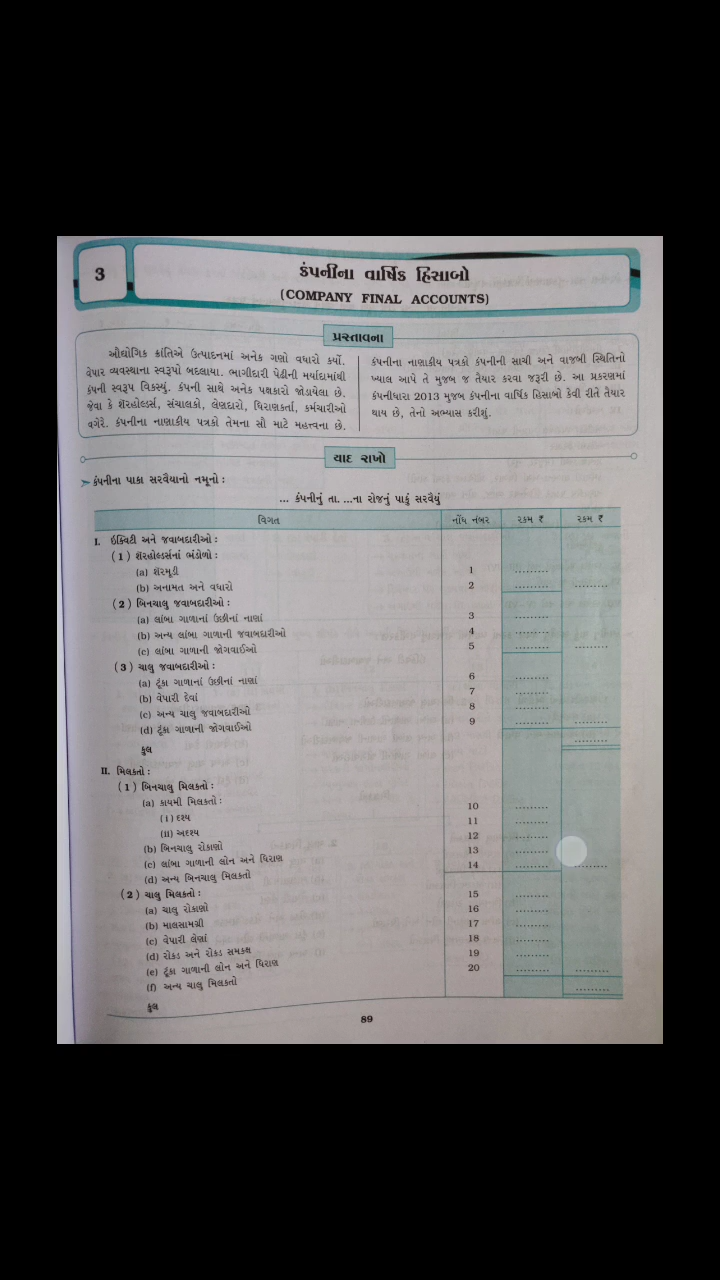 3
કંપનીના વાર્ષિક હિસાબો
(COMPANY FINAL ACCOUNTS)
પ્રસ્તાવના
ઔદ્યોગિક ક્રાંતિએ ઉત્પાદનમાં અનેક ગણો વધારો કર્યો.
વેપાર વ્યવસ્થાના સ્વરૂપો બદલાયા. ભાગીદારી પેઢીની મર્યાદામાંથી
કંપની સ્વરૂપ વિકસ્યું. કંપની સાથે અનેક પક્ષકારો જોડાયેલા છે.
જેવા કે શૅરહોલ્ડર્સ, સંચાલકો, લેણદારો, ધિરાણકર્તા, કર્મચારીઓ
વગેરે. કંપનીના નાણાકીય પત્રકો તેમના સૌ માટે મહત્ત્વના છે.
કંપનીના નાણાકીય પત્રકો કંપનીની સાચી અને વાજબી સ્થિતિનો
ખ્યાલ આપે તે મુજબ જ તૈયાર કરવા જરૂરી છે. આ પ્રકરણમાં
કંપનીધારા 2013 મુજબ કંપનીના વાર્ષિક હિસાબો કેવી રીતે તૈયાર
થાય છે, તેનો અભ્યાસ કરીશું.
યાદ રાખો
➢ કંપનીના પાકા સરવૈયાનો નમૂનો :
... કંપનીનું તા. ...ના રોજનું પાકું સરવૈયું
વિગત નોંધ નંબર રકમ ₹ રકમ ₹
I. ઇક્વિટી અને જવાબદારીઓ :
(1) શૅરહોલ્ડર્સનાં ભંડોળો :
(a) શૅરમૂડી 1 .........
(b) અનામત અને વધારો 2 ......... .........
(2) બિનચાલુ જવાબદારીઓ :
(a) લાંબા ગાળાનાં ઉછીનાં નાણાં 3 .........
(b) અન્ય લાંબા ગાળાની જવાબદારીઓ 4 .........
(c) લાંબા ગાળાની જોગવાઈઓ 5 ......... .........
(3) ચાલુ જવાબદારીઓ :
(a) ટૂંકા ગાળાનાં ઉછીનાં નાણાં 6 .........
(b) વેપારી દેવાં 7 .........
(c) અન્ય ચાલુ જવાબદારીઓ 8 .........
(d) ટૂંકા ગાળાની જોગવાઈઓ 9 ......... .........
કુલ .........
II. મિલકતો :
(1) બિનચાલુ મિલકતો :
(a) કાયમી મિલકતો :
(I) દૃશ્ય 10 .........
(II) અદૃશ્ય 11 .........
(b) બિનચાલુ રોકાણો 12 .........
(c) લાંબા ગાળાની લોન અને ધિરાણ 13 .........
(d) અન્ય બિનચાલુ મિલકતો 14 ......... .........
(2) ચાલુ મિલકતો :
(a) ચાલુ રોકાણો 15 .........
(b) માલસામગ્રી 16 .........
(c) વેપારી લેણાં 17 .........
(d) રોકડ અને રોકડ સમકક્ષ 18 .........
(e) ટૂંકા ગાળાની લોન અને ધિરાણ 19 .........
(f) અન્ય ચાલુ મિલકતો 20 ......... .........
કુલ .........
89